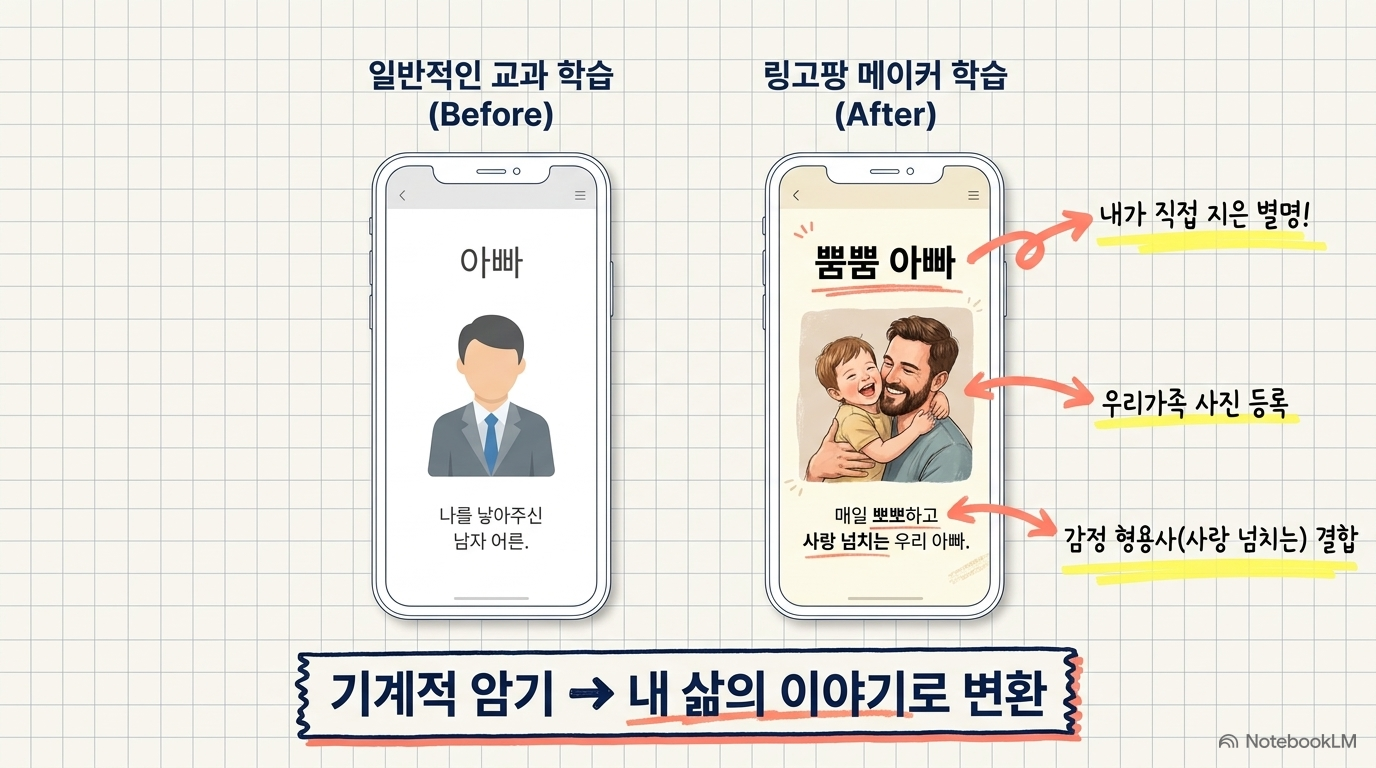 일반적인 교과 학습
(Before)
링고팡 메이커 학습
(After)
아빠
나를 낳아주신
남자 어른.
뿜뿜 아빠
매일 뽀뽀하고
사랑 넘치는 우리 아빠.
내가 직접 지은 별명!
우리가족 사진 등록
감정 형용사(사랑 넘치는) 결합
기계적 암기 → 내 삶의 이야기로 변환
NotebookLM